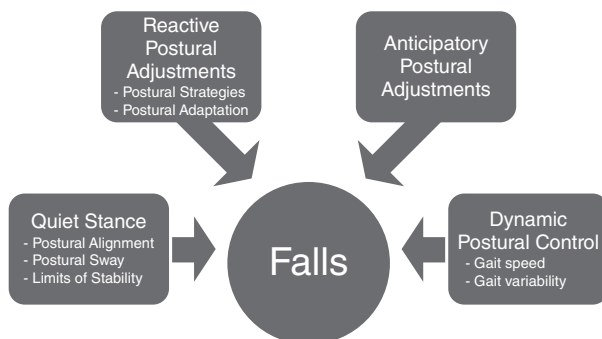 Reactive
Postural
Adjustments
- Postural Strategies
- Postural Adaptation
Anticipatory
Postural
Adjustments
Quiet Stance
- Postural Alignment
- Postural Sway
- Limits of Stability
Falls
Dynamic
Postural Control
- Gait speed
- Gait variability